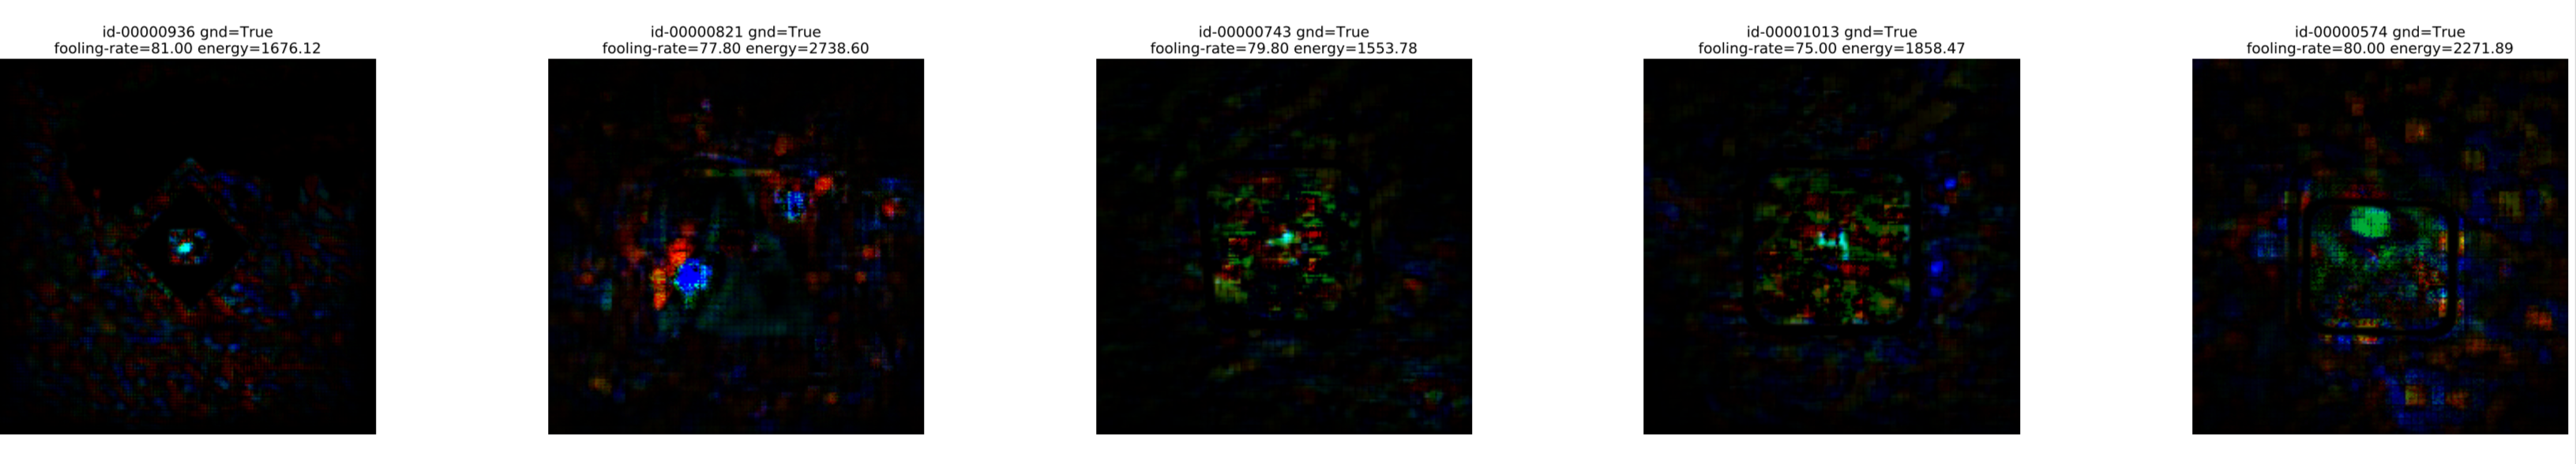 id-00000936 gnd=True
fooling-rate=81.00 energy=1676.12
id-00000821 gnd=True
fooling-rate=77.80 energy=2738.60
id-00000743 gnd=True
fooling-rate=79.80 energy=1553.78
id-00001013 gnd=True
fooling-rate=75.00 energy=1858.47
id-00000574 gnd=True
fooling-rate=80.00 energy=2271.89